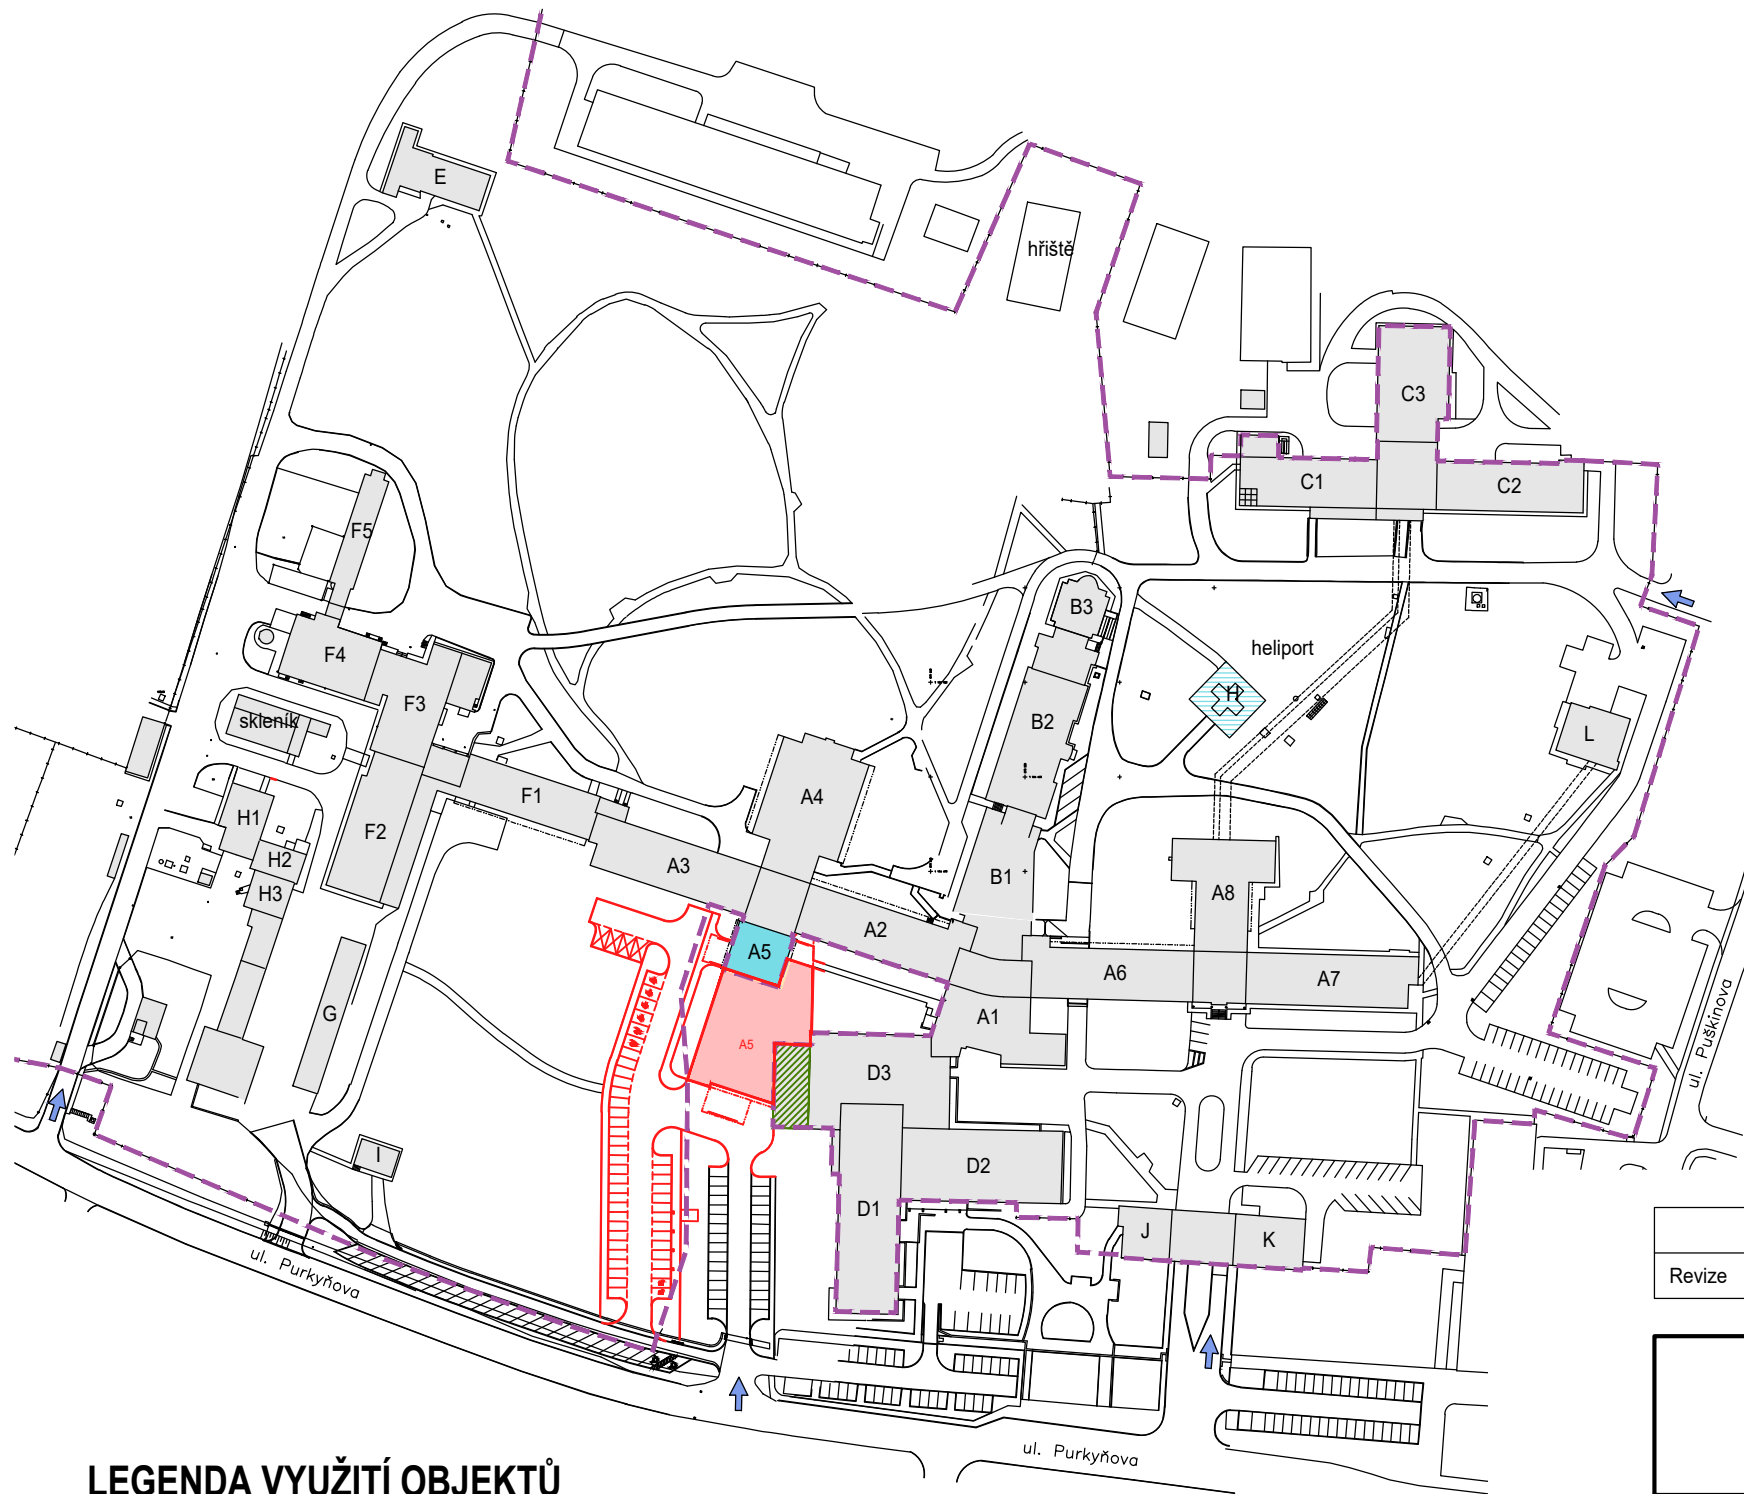 E
hřiště
C3
C1
C2
F5
B3
F4
heliport
H
F3
skleník
B2
L
F1
A4
H1
F2
H2
A3
B1
H3
A8
A2
A5
A6
A7
G
A1
ul. Puškinova
A5
D3
I
D2
D1
J
K
ul. Purkyňova
Revize
ul. Purkyňova
LEGENDA VYUŽITÍ OBJEKTŮ